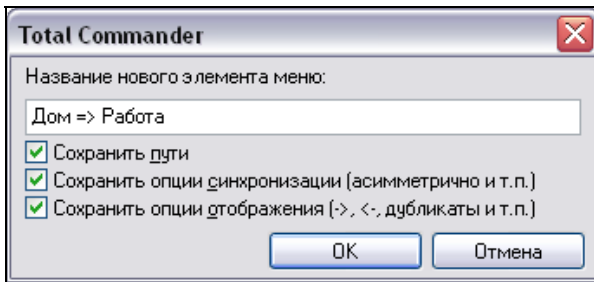 Total Commander
Название нового элемента меню:
Дом => Работа
Сохранить пути
Сохранить опции синхронизации (асимметрично и т.п.)
Сохранить опции отображения (->, <-, дубликаты и т.п.)
OK Отмена